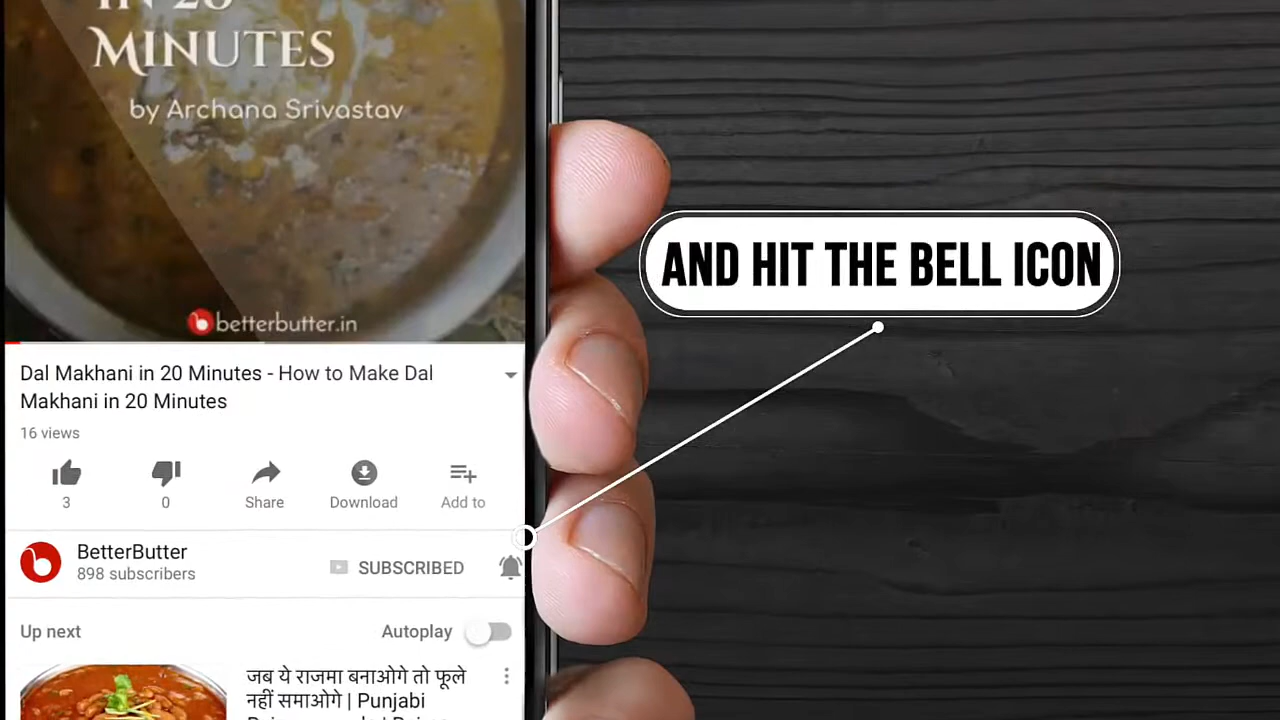 IN 20
MINUTES
by Archana Srivastav
betterbutter.in
AND HIT THE BELL ICON
Dal Makhani in 20 Minutes - How to Make Dal
Makhani in 20 Minutes
16 views
3
0
Share
Download
Add to
BetterButter
898 subscribers
SUBSCRIBED
Up next
Autoplay
जब ये राजमा बनाओगे तो फूले
नहीं समाओगे | Punjabi